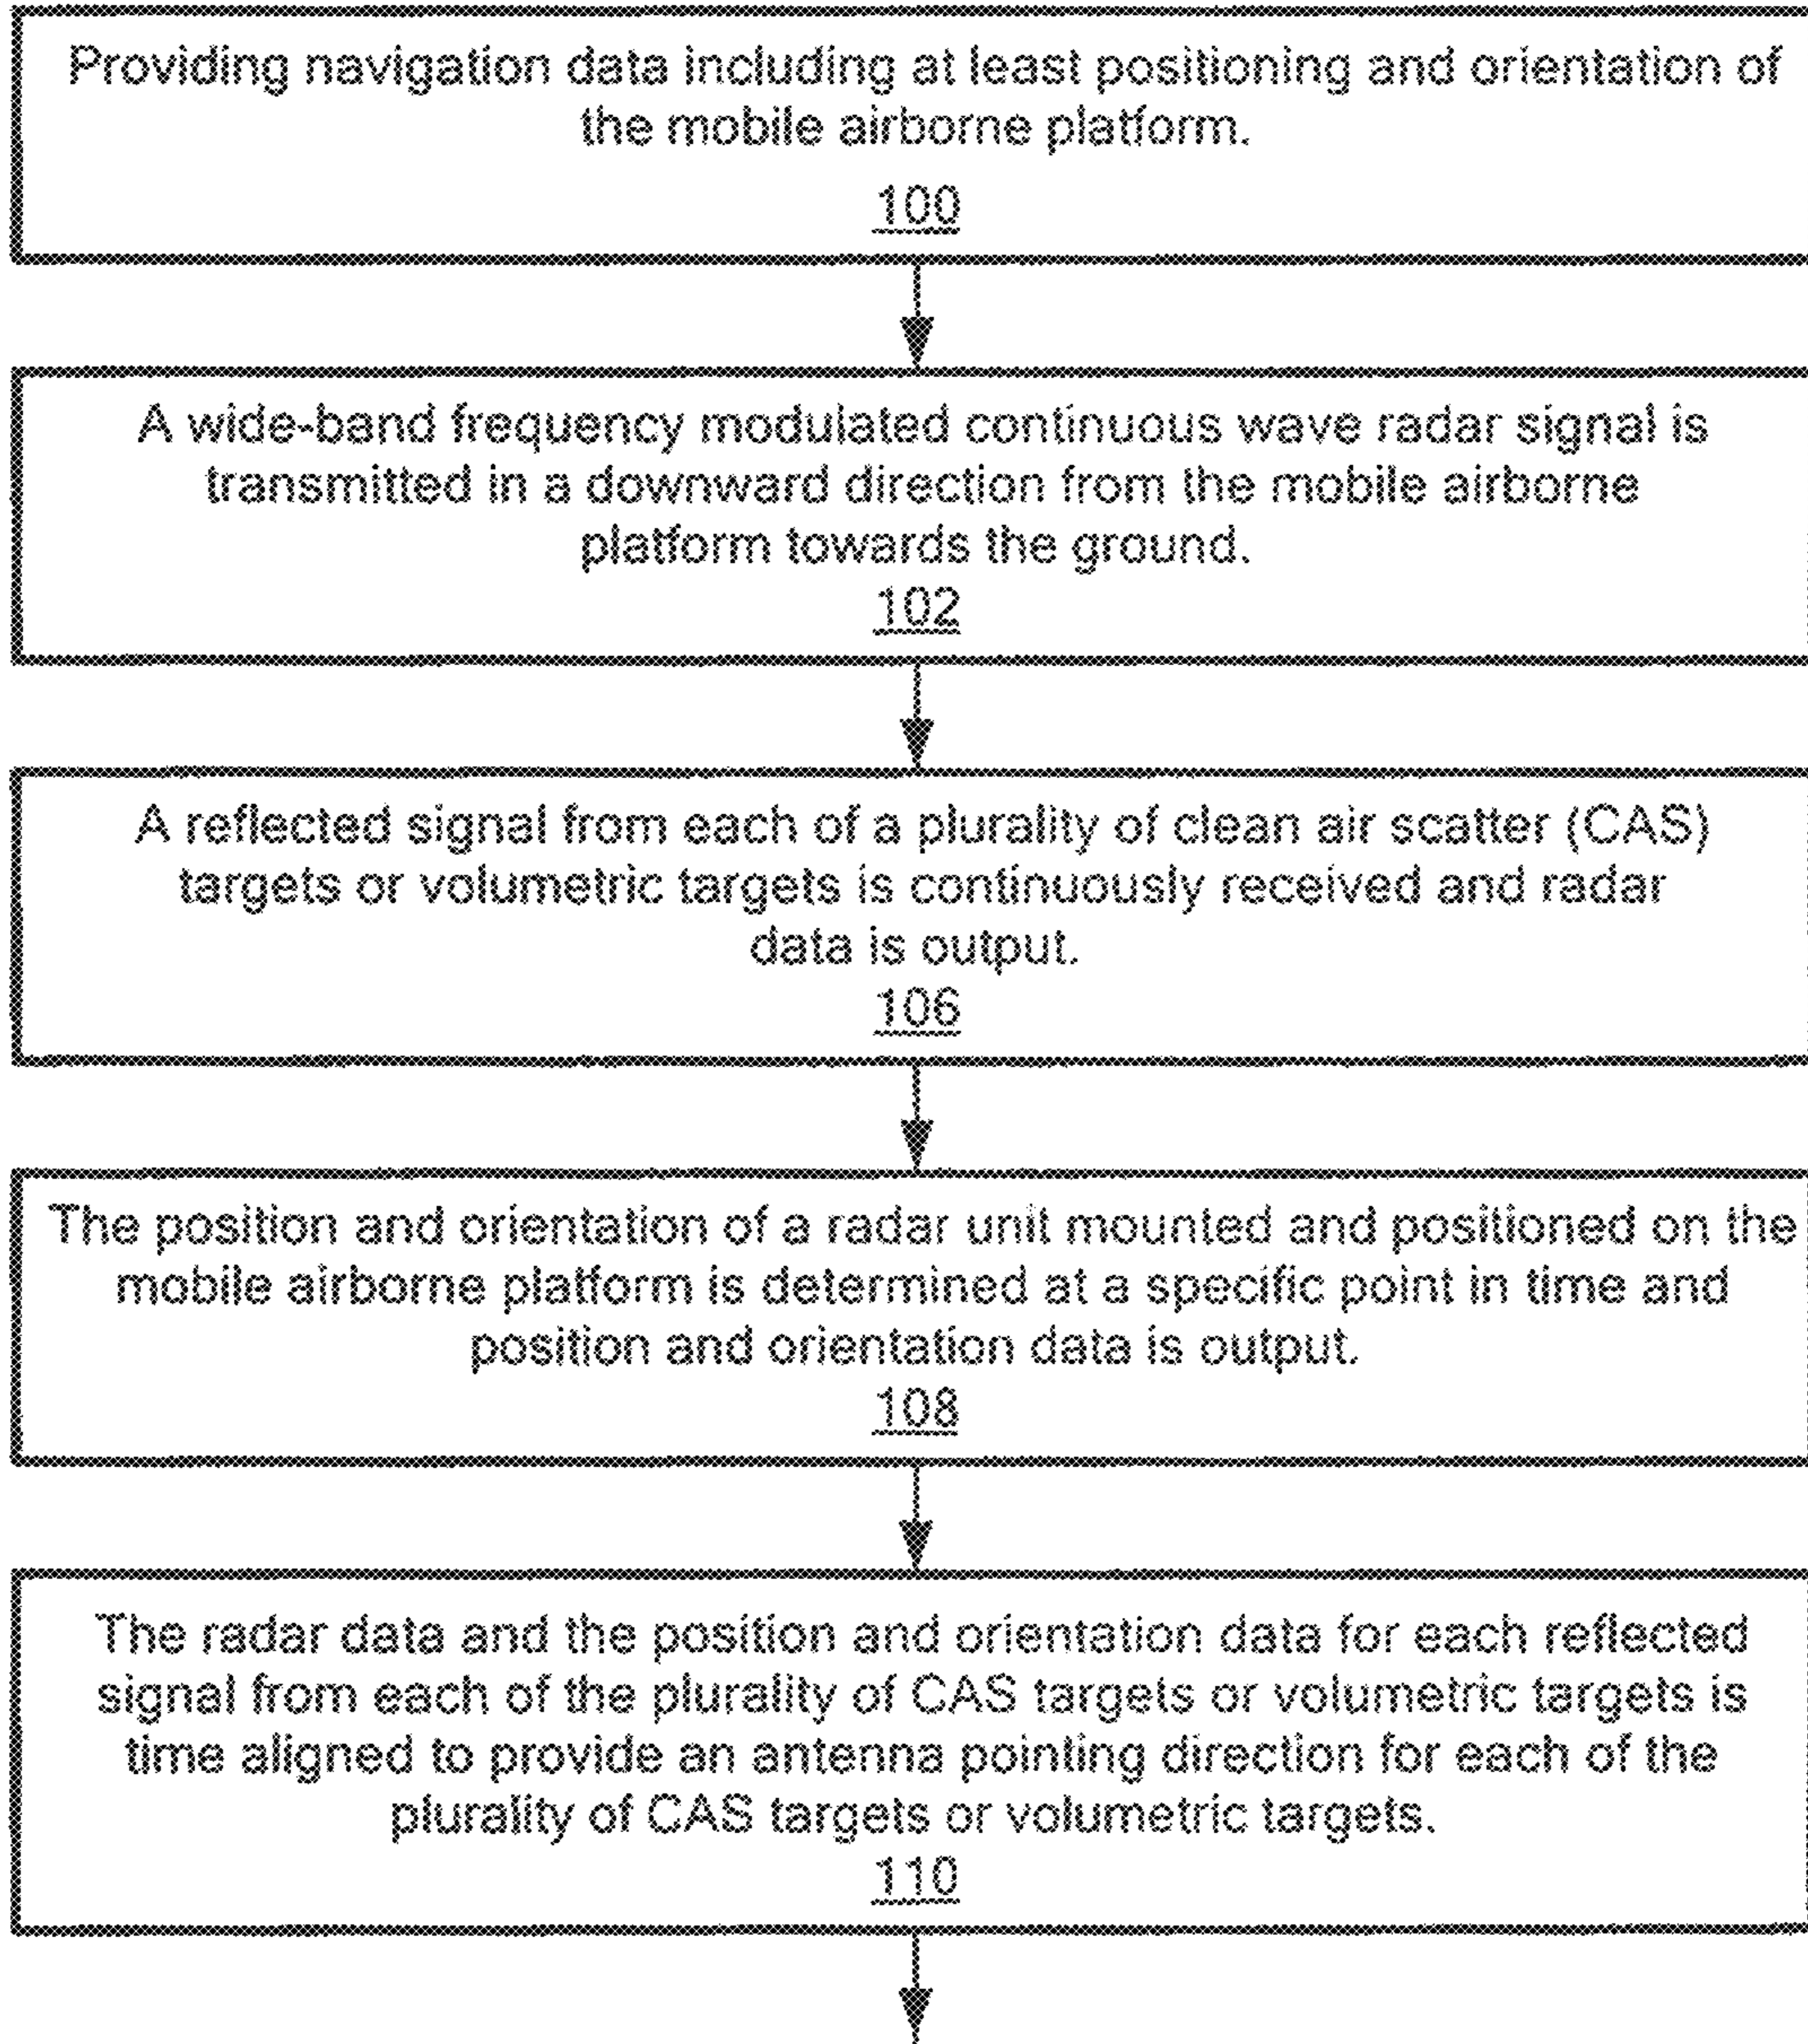 Providing navigation data including at least positioning and orientation of
the mobile airborne platform.
100
A wide-band frequency modulated continuous wave radar signal is
transmitted in a downward direction from the mobile airborne
platform towards the ground.
102
A reflected signal from each of a plurality of clean air scatter (CAS)
targets or volumetric targets is continuously received and radar
data is output.
106
The position and orientation of a radar unit mounted and positioned on the
mobile airborne platform is determined at a specific point in time and
position and orientation data is output.
108
The radar data and the position and orientation data for each reflected
signal from each of the plurality of CAS targets or volumetric targets is
time aligned to provide an antenna pointing direction for each of the
plurality of CAS targets or volumetric targets.
110